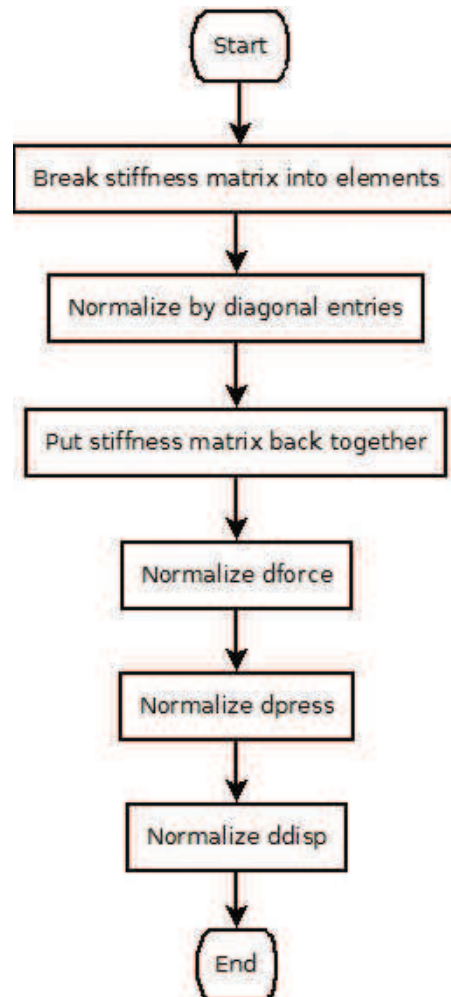 Start
Break stiffness matrix into elements
Normalize by diagonal entries
Put stiffness matrix back together
Normalize dforce
Normalize dpress
Normalize ddisp
End